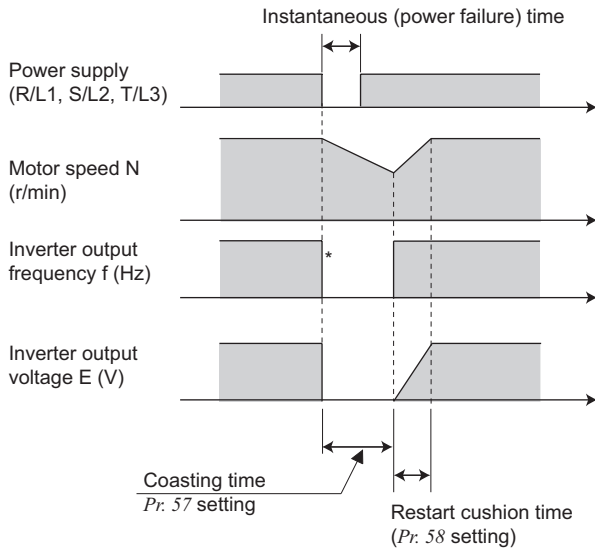 Instantaneous (power failure) time
Power supply
(R/L1, S/L2, T/L3)
Motor speed N
(r/min)
Inverter output
frequency f (Hz)
*
Inverter output
voltage E (V)
Coasting time
Pr. 57 setting
Restart cushion time
(Pr. 58 setting)